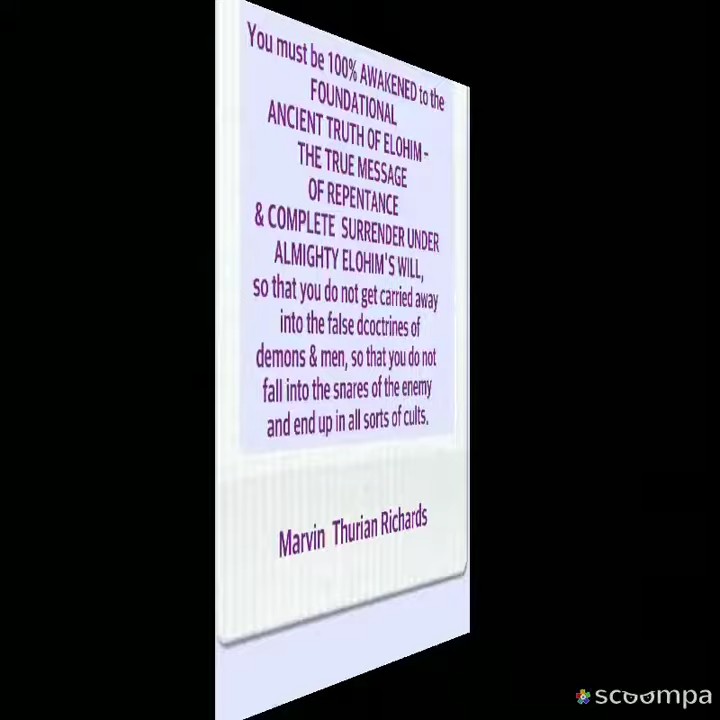 You must be 100% AWAKENED to the
FOUNDATIONAL
ANCIENT TRUTH OF ELOHIM -
THE TRUE MESSAGE
OF REPENTANCE
& COMPLETE SURRENDER UNDER
ALMIGHTY ELOHIM'S WILL,
so that you do not get carried away
into the false dcoctrines of
demons & men, so that you do not
fall into the snares of the enemy
and end up in all sorts of cults.
Marvin Thurian Richards
scoompa